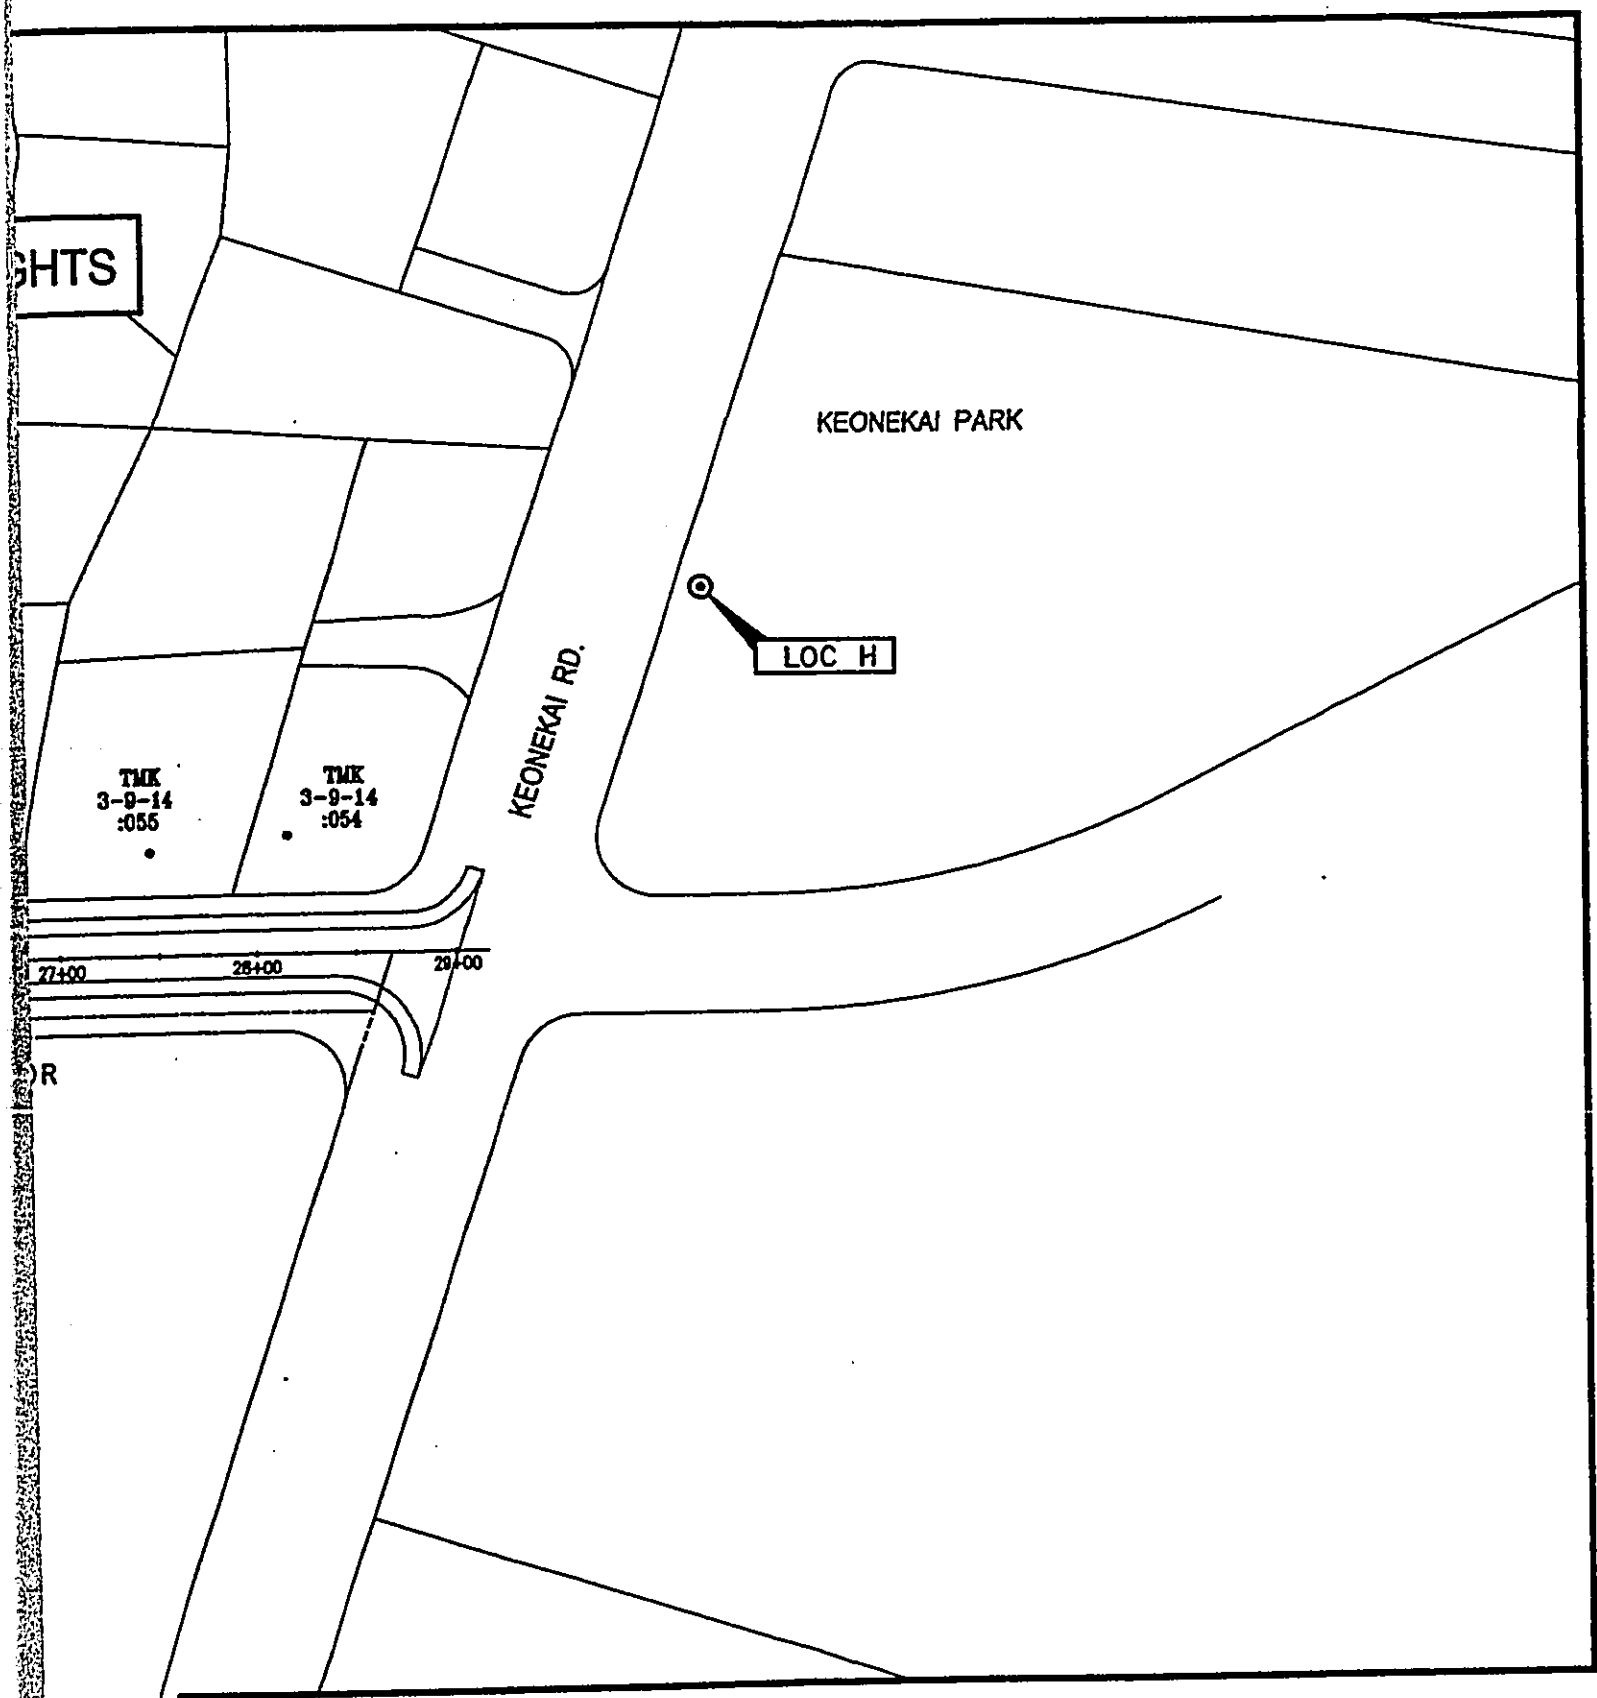 GHTS
KEONEKAI PARK
LOC H
KEONEKAI RD.
TMK
3-9-14
:055
TMK
3-9-14
:054
27+00
28+00
29+00
R